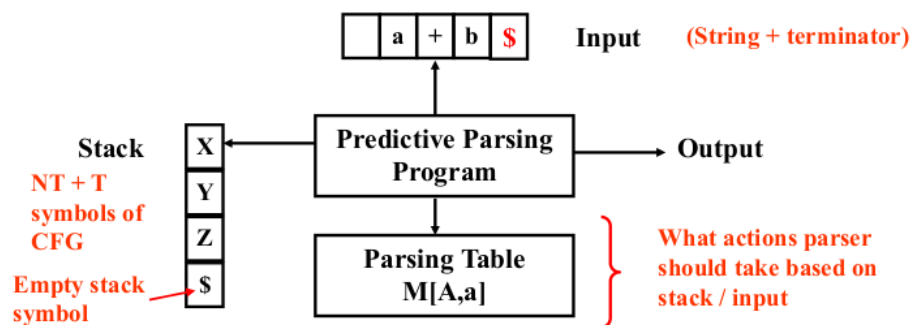 a + b $
Input
(String + terminator)
Stack
X
Y
Z
$
NT + T
symbols of
CFG
Empty stack
symbol
Predictive Parsing
Program
Output
Parsing Table
M[A,a]
What actions parser
should take based on
stack / input